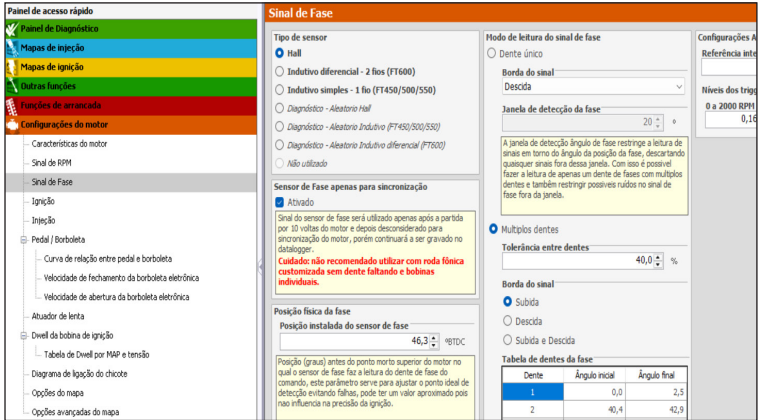 Painel de acesso rápido
Painel de Diagnóstico
Mapas de injeção
Mapas de ignição
Outras funções
Funções de arrancada
Configurações do motor
Características do motor
Sinal de RPM
Sinal de Fase
Ignição
Injeção
Pedal / Borboleta
Curva de relação entre pedal e borboleta
Velocidade de fechamento da borboleta eletrônica
Velocidade de abertura da borboleta eletrônica
Atuador de lenta
Dwell da bobina de ignição
Tabela de Dwell por MAP e tensão
Diagrama de ligação do chicote
Opções do mapa
Opções avançadas do mapa
Sinal de Fase
Tipo de sensor
Hall
Indutivo diferencial - 2 fios (FT600)
Indutivo simples - 1 fio (FT450/500/550)
Diagnóstico - Aleatorio Hall
Diagnóstico - Aleatorio Indutivo (FT450/500/550)
Diagnóstico - Aleatorio Indutivo diferencial (FT600)
Não utilizado
Sensor de Fase apenas para sincronização
Ativado
Sinal do sensor de fase será utilizado apenas após a partida
por 10 voltas do motor e depois desconsiderado para
sincronização do motor, porém continuará a ser gravado no
datalogger.
Cuidado: não recomendado utilizar com roda fônica
customizada sem dente faltando e bobinas
individuais.
Posição física da fase
Posição instalada do sensor de fase
46,3 ºBTDC
Posição (graus) antes do ponto morto superior do motor no
qual o sensor de fase faz a leitura do dente de fase do
comando, este parâmetro serve para ajustar o ponto ideal de
detecção evitando falhas, pode ter um valor aproximado pois
nao influencia na precisão da ignição.
Modo de leitura do sinal de fase
Dente único
Borda do sinal
Descida
Janela de detecção da fase
20 º
A janela de detecção ângulo de fase restringe a leitura de
sinais em torno do ângulo da posição da fase, descartando
quaisquer sinais fora dessa janela. Com isso é possivel
fazer a leitura de apenas um dente de fases com multiplos
dentes e também restringir possiveis ruídos no sinal de
fase fora da janela.
Multiplos dentes
Tolerância entre dentes
40,0 %
Borda do sinal
Subida
Descida
Subida e Descida
Tabela de dentes da fase
Dente Ângulo inicial Ângulo final
1 0,0 2,5
2 40,4 42,9
Configurações A
Referência inte
Níveis dos trigg
0 a 2000 RPM
0,16